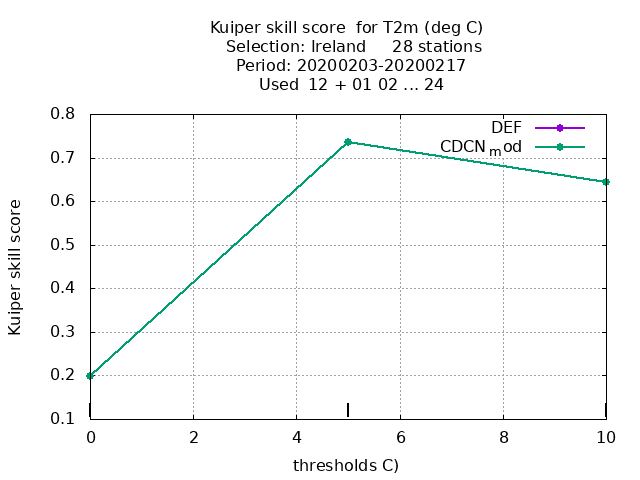 Kuiper skill score  for T2m (deg C)
Selection: Ireland     28 stations
Period: 20200203-20200217
Used  12 + 01 02 ... 24
DEF
CDCN_mod
0.8
0.7
0.6
0.5
0.4
0.3
0.2
0.1
Kuiper skill score
0 2 4 6 8 10
thresholds C)